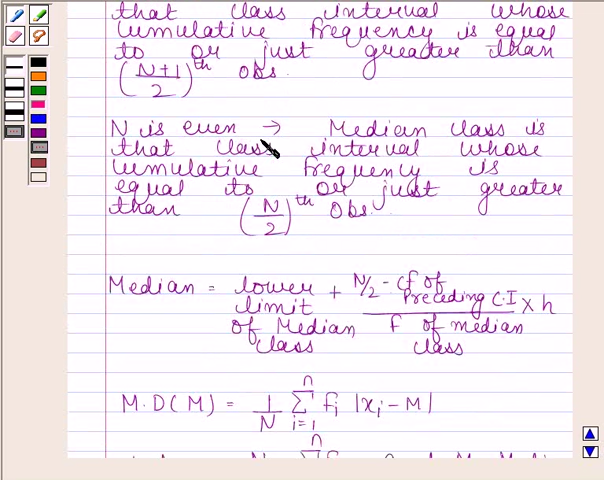 that class interval whose
cumulative frequency is equal
to or just greater than
(N+1/2)th obs.
N is even → Median class is
that class interval whose
cumulative frequency is
equal to or just greater
than (N/2)th obs.
Median = lower limit of Median class + N/2 - cf of preceding C.I / f of median class × h
M.D(M) = 1/N Σ i=1 n fi |xi - M|